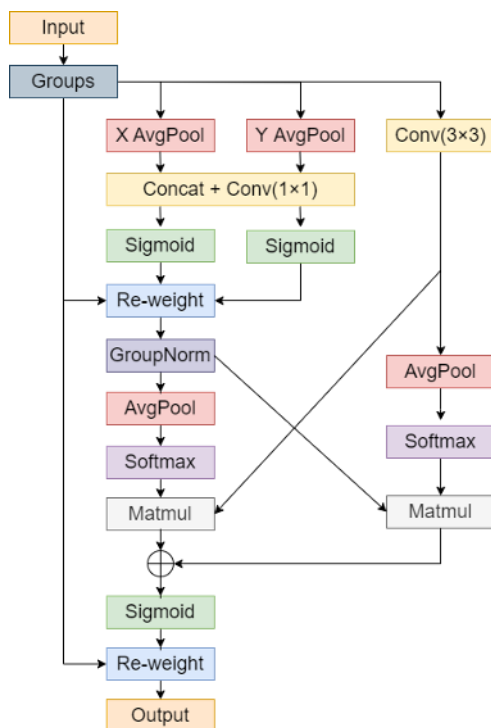 Input
Groups
X AvgPool
Y AvgPool
Conv(3×3)
Concat + Conv(1×1)
Sigmoid
Sigmoid
Re-weight
GroupNorm
AvgPool
AvgPool
Softmax
Softmax
Matmul
Matmul
Sigmoid
Re-weight
Output